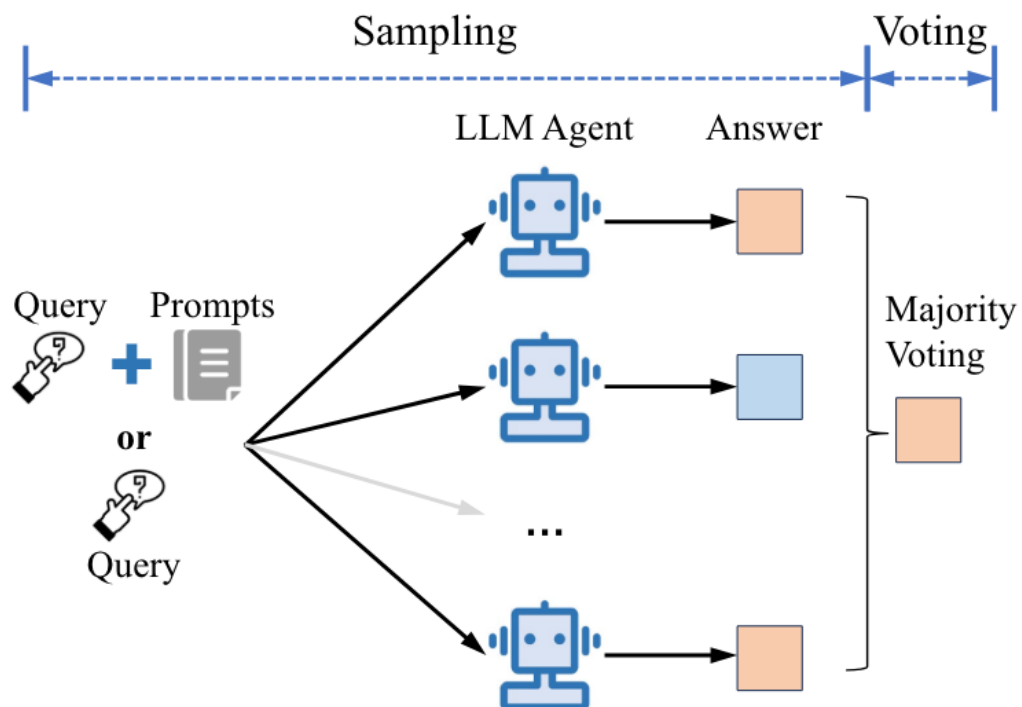 Sampling
Voting
LLM Agent
Answer
Query
Prompts
?
or
?
Query
...
Majority
Voting